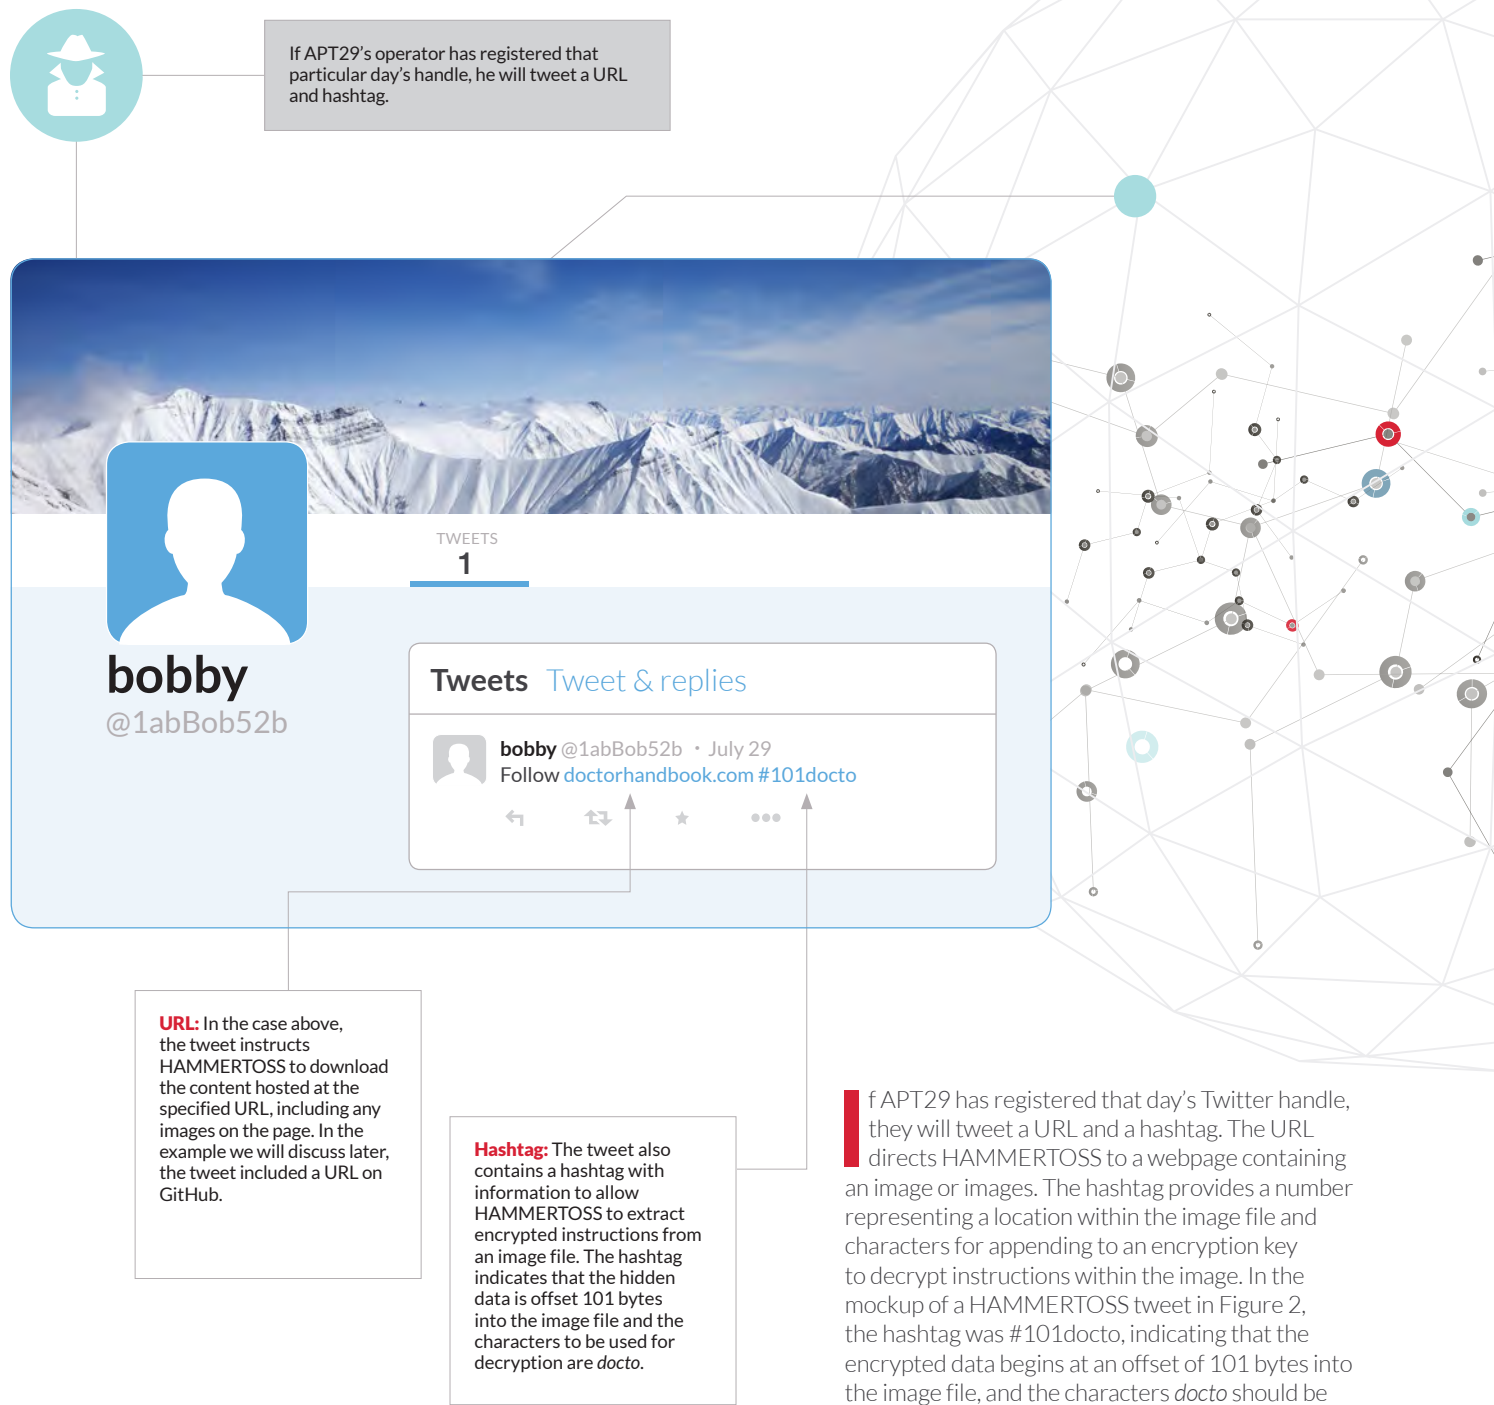 If APT29's operator has registered that
particular day's handle, he will tweet a URL
and hashtag.
TWEETS
1
bobby
@1abBob52b
Tweets Tweet & replies
bobby @1abBob52b · July 29
Follow doctorhandbook.com #101docto
URL: In the case above,
the tweet instructs
HAMMERTOSS to download
the content hosted at the
specified URL, including any
images on the page. In the
example we will discuss later,
the tweet included a URL on
GitHub.
Hashtag: The tweet also
contains a hashtag with
information to allow
HAMMERTOSS to extract
encrypted instructions from
an image file. The hashtag
indicates that the hidden
data is offset 101 bytes
into the image file and the
characters to be used for
decryption are docto.
If APT29 has registered that day's Twitter handle,
they will tweet a URL and a hashtag. The URL
directs HAMMERTOSS to a webpage containing
an image or images. The hashtag provides a number
representing a location within the image file and
characters for appending to an encryption key
to decrypt instructions within the image. In the
mockup of a HAMMERTOSS tweet in Figure 2,
the hashtag was #101docto, indicating that the
encrypted data begins at an offset of 101 bytes into
the image file, and the characters docto should be